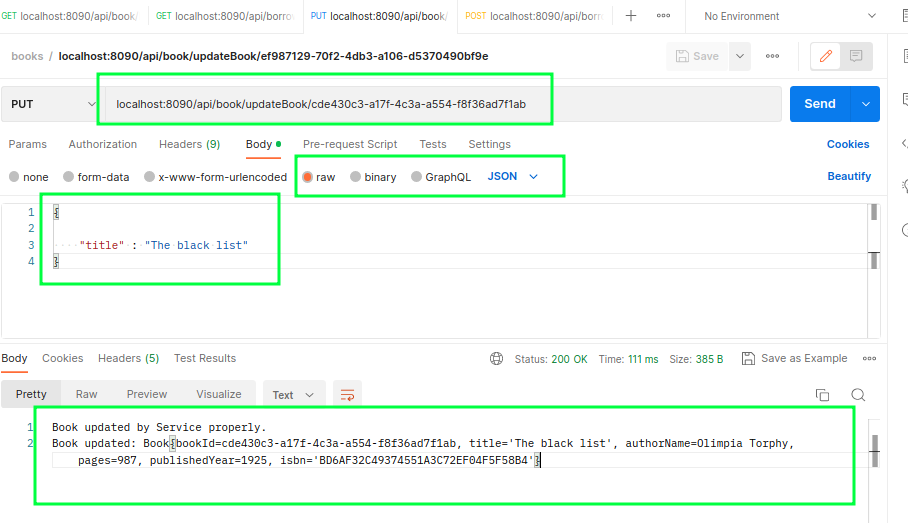 GET localhost:8090/api/book/ GET localhost:8090/api/borro PUT localhost:8090/api/book/ POST localhost:8090/api/borro + No Environment
books / localhost:8090/api/book/updateBook/ef987129-70f2-4db3-a106-d5370490bf9e Save
PUT localhost:8090/api/book/updateBook/cde430c3-a17f-4c3a-a554-f8f36ad7f1ab Send
Params Authorization Headers (9) Body Pre-request Script Tests Settings Cookies
none form-data x-www-form-urlencoded raw binary GraphQL JSON Beautify
1 {
2
3 "title" : "The black list"
4 }
Body Cookies Headers (5) Test Results Status: 200 OK Time: 111 ms Size: 385 B Save as Example
Pretty Raw Preview Visualize Text
1 Book updated by Service properly.
2 Book updated: Book{bookId=cde430c3-a17f-4c3a-a554-f8f36ad7f1ab, title='The black list', authorName=Olimpia Torphy,
pages=987, publishedYear=1925, isbn='BD6AF32C49374551A3C72EF04F5F58B4'}